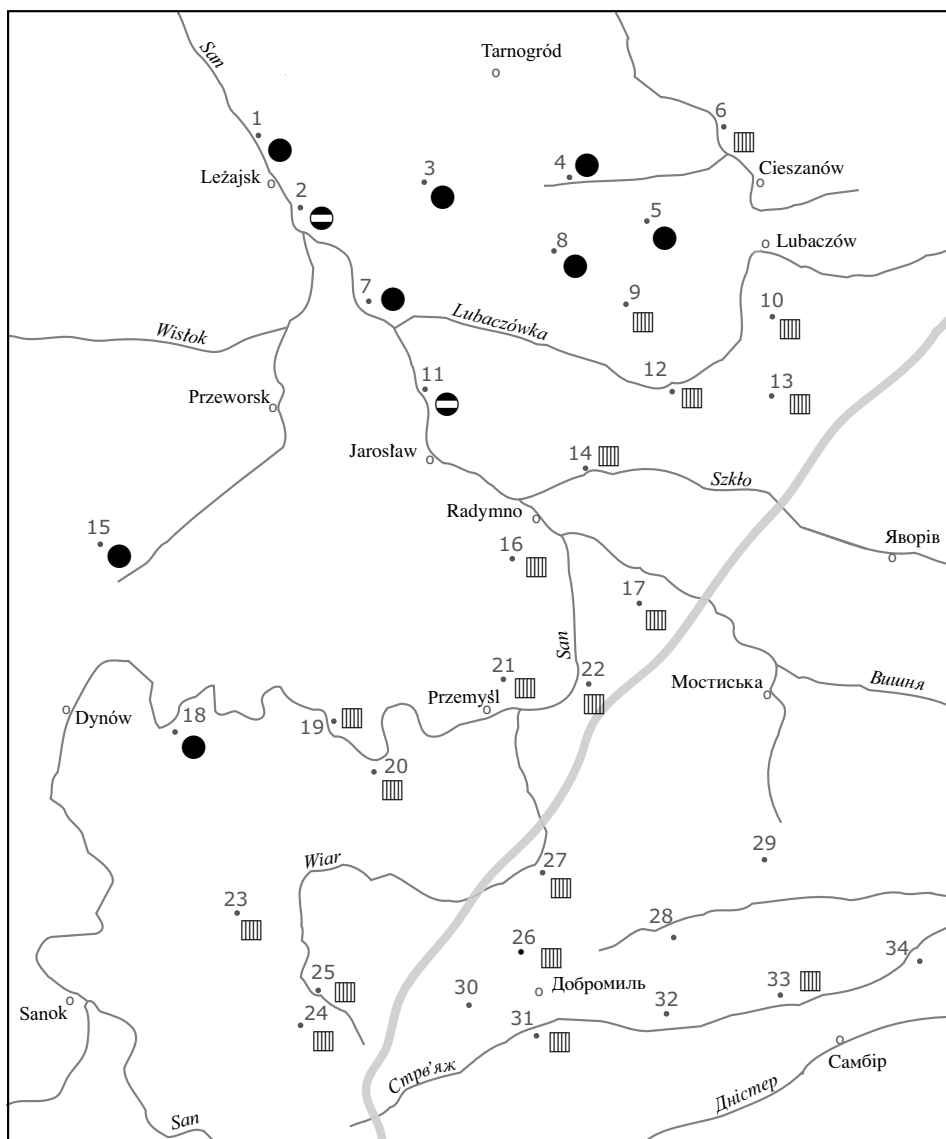 San
Tarnogród
1
6
Leżajsk
3
4
Cieszanów
2
5
8
Lubaczów
7
9
10
Wisłok
Lubaczówka
11
12
13
Przeworsk
Jarosław
14
Szkło
Radymno
15
16
Яворів
17
San
21
22
Мостиська
Вишня
Dynów
18
19
Przemyśl
20
Wiar
27
29
23
28
26
34
25
30
Добромиль
32
33
Sanok
24
31
Стрв’яж
Самбір
Дністер
San